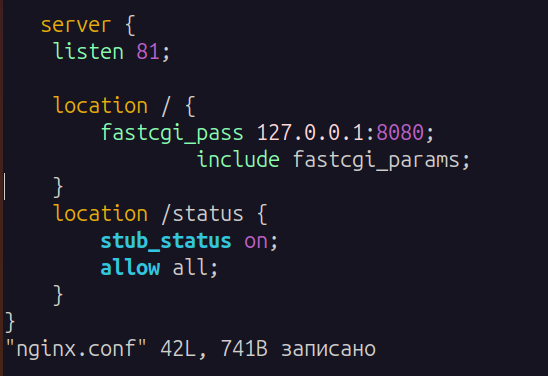 server {
listen 81;
location / {
fastcgi_pass 127.0.0.1:8080;
include fastcgi_params;
}
location /status {
stub_status on;
allow all;
}
}
"nginx.conf" 42L, 741B записано